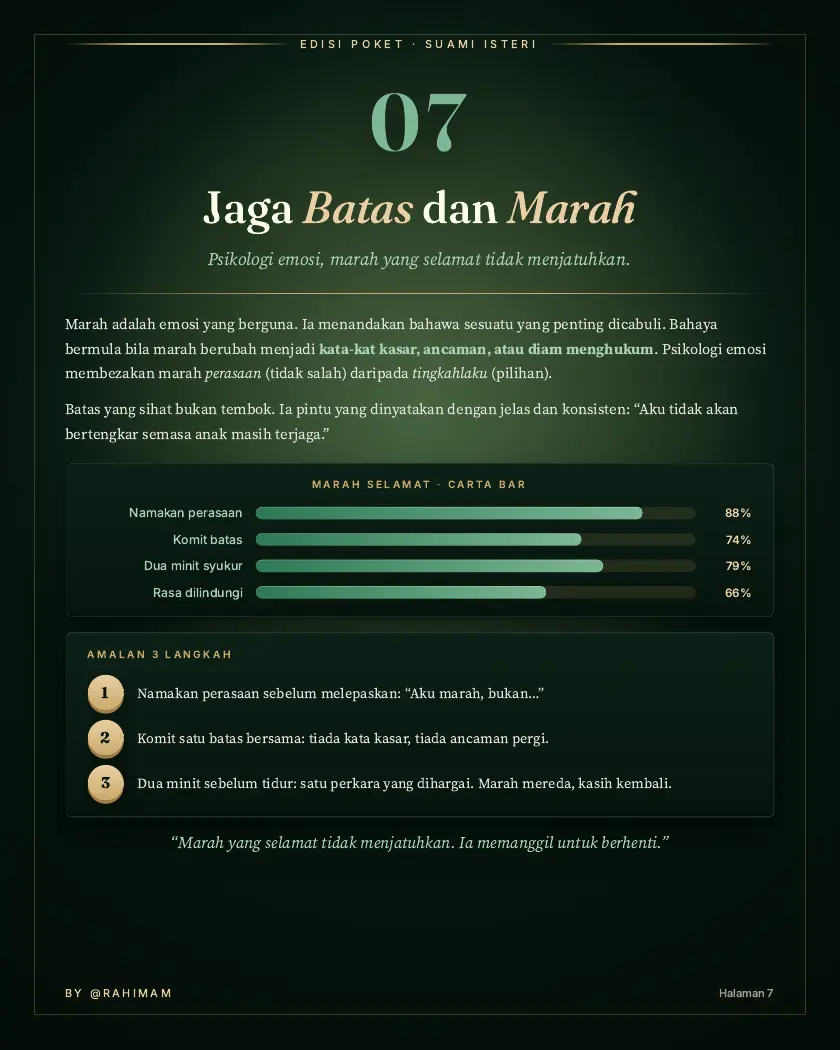 EDISI POKET · SUAMI ISTERI
07
Jaga Batas dan Marah
Psikologi emosi, marah yang selamat tidak menjatuhkan.
Marah adalah emosi yang berguna. Ia menandakan bahawa sesuatu yang penting dicabuli. Bahaya
bermula bila marah berubah menjadi kata-kat kasar, ancaman, atau diam menghukum. Psikologi emosi
membezakan marah perasaan (tidak salah) daripada tingkahlaku (pilihan).
Batas yang sihat bukan tembok. Ia pintu yang dinyatakan dengan jelas dan konsisten: “Aku tidak akan
bertengkar semasa anak masih terjaga.”
MARAH SELAMAT · CARTA BAR
Namakan perasaan 88%
Komit batas 74%
Dua minit syukur 79%
Rasa dilindungi 66%
AMALAN 3 LANGKAH
1 Namakan perasaan sebelum melepaskan: “Aku marah, bukan...”
2 Komit satu batas bersama: tiada kata kasar, tiada ancaman pergi.
3 Dua minit sebelum tidur: satu perkara yang dihargai. Marah mereda, kasih kembali.
“Marah yang selamat tidak menjatuhkan. Ia memanggil untuk berhenti.”
BY @RAHIMAM
Halaman 7